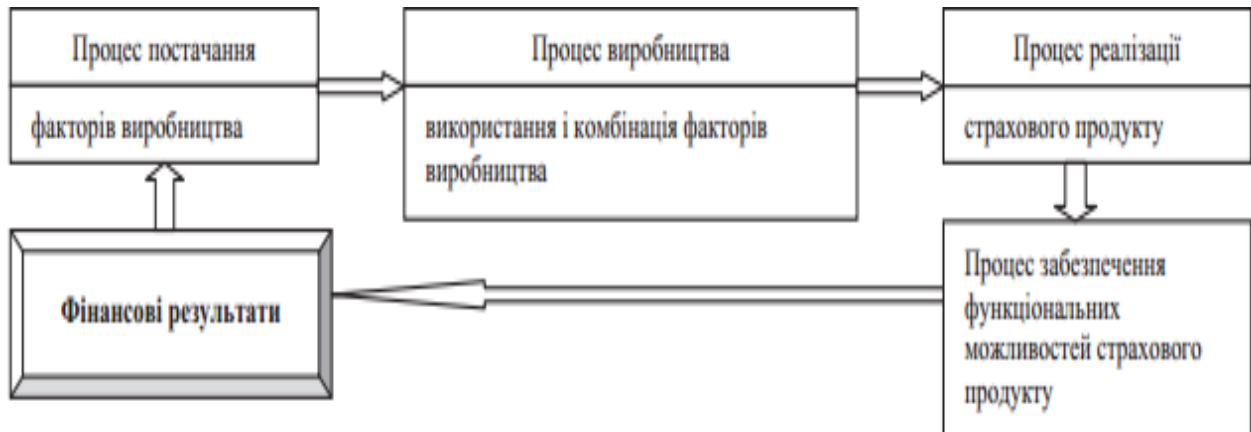 Процес постачання
факторів виробництва
Процес виробництва
використання і комбінація факторів
виробництва
Процес реалізації
страхового продукту
Процес забезпечення
функціональних
можливостей страхового
продукту
Фінансові результати